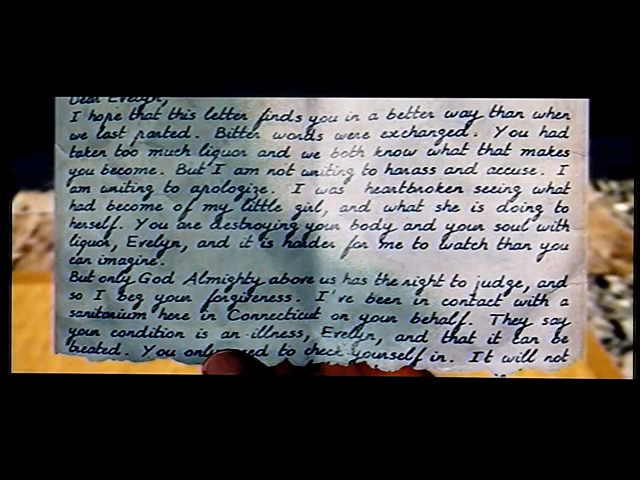 Dear Evelyn,
I hope that this letter finds you in a better way than when
we last parted. Bitter words were exchanged. You had
taken too much liquor and we both know what that makes
you become. But I am not writing to harass and accuse. I
am writing to apologize. I was heartbroken seeing what
had become of my little girl, and what she is doing to
herself. You are destroying your body and your soul with
liquor, Evelyn, and it is harder for me to watch than you
can imagine.
But only God Almighty above us has the right to judge, and
so I beg your forgiveness. I've been in contact with a
sanitarium here in Connecticut on your behalf. They say
your condition is an illness, Evelyn, and that it can be
treated. You only need to check yourself in. It will not